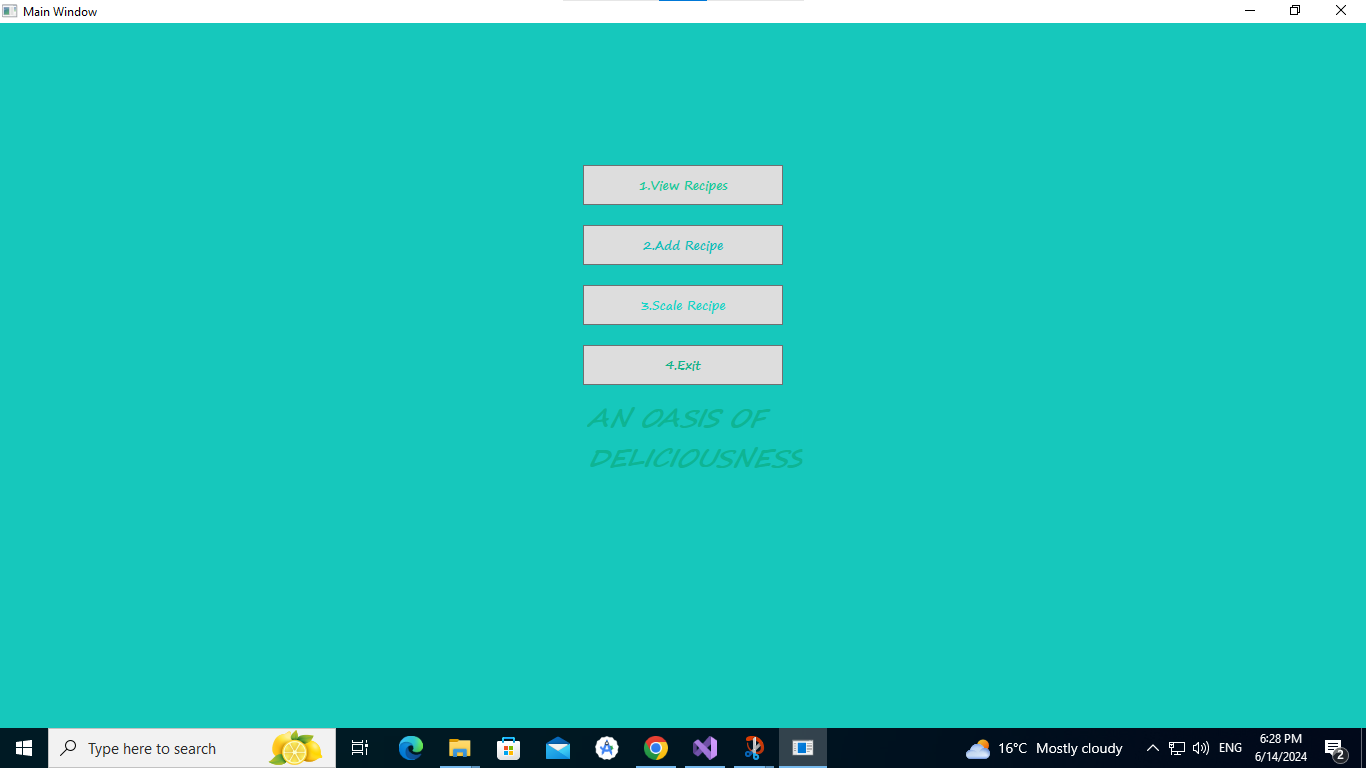 Main Window
1.View Recipes
2.Add Recipe
3.Scale Recipe
4.Exit
AN OASIS OF
DELICIOUSNESS
Type here to search
16°C Mostly cloudy
ENG
6:28 PM
6/14/2024
2